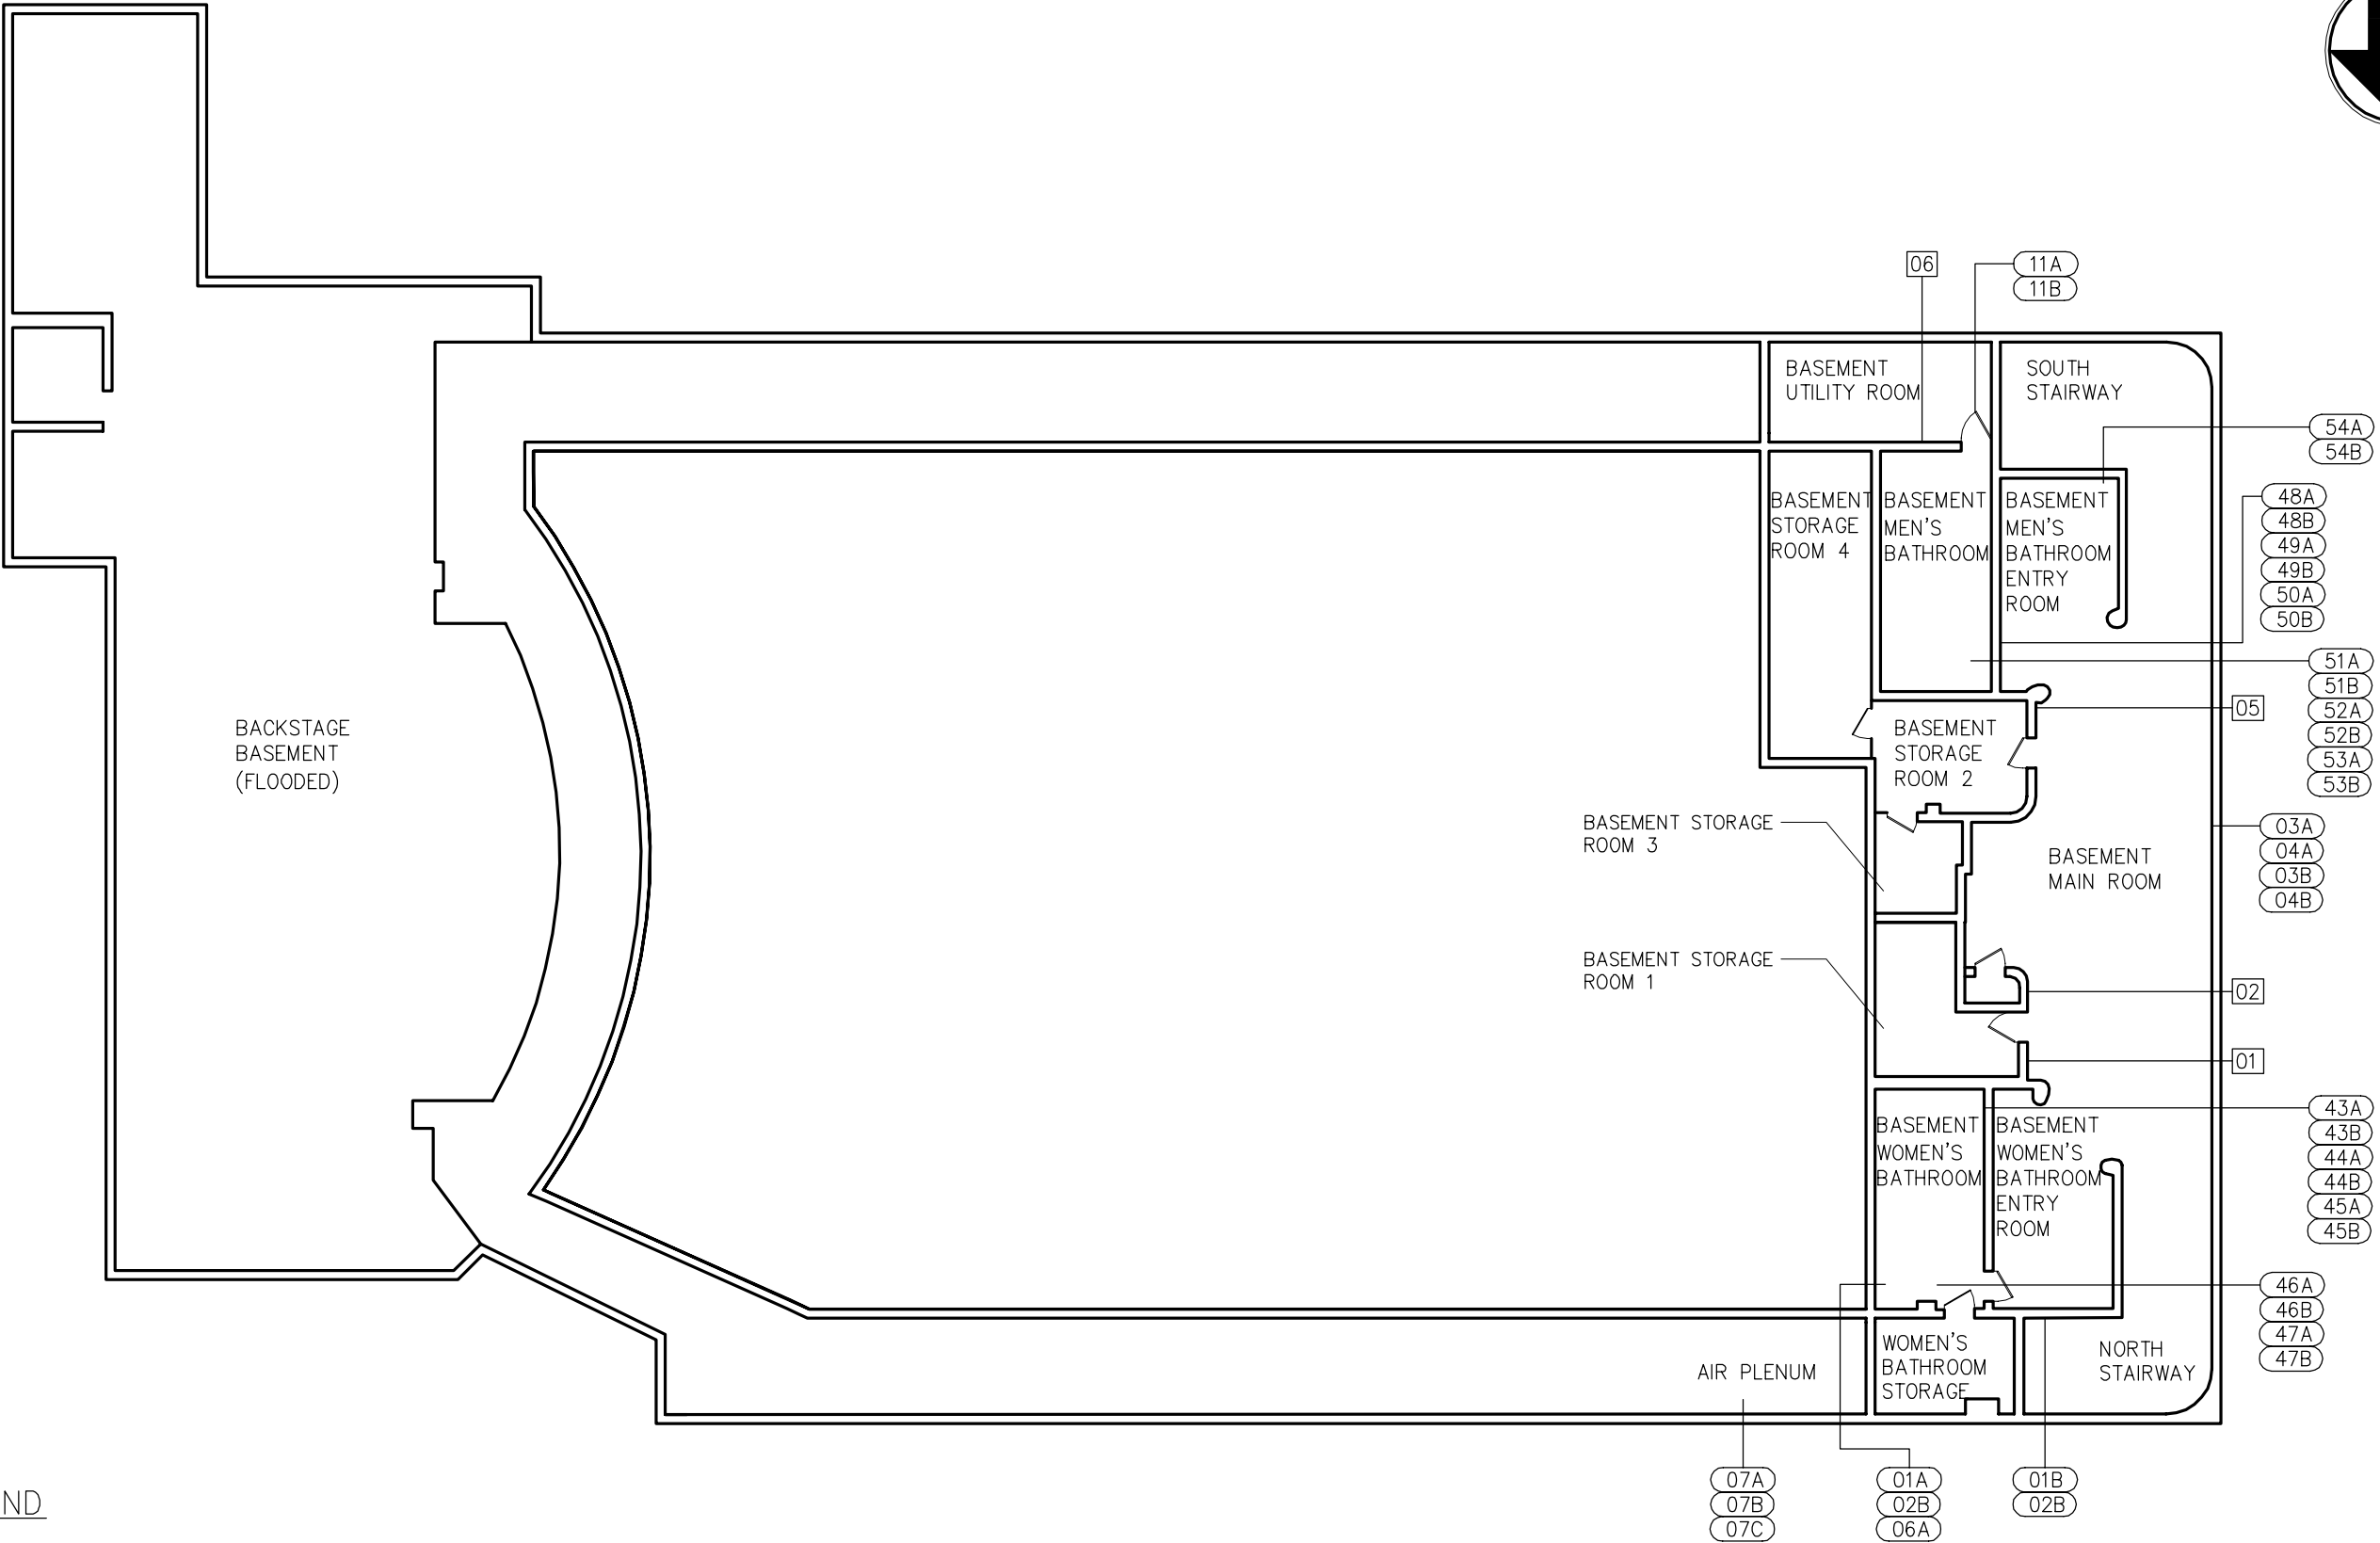 06
11A
11B
BASEMENT
UTILITY ROOM
SOUTH
STAIRWAY
54A
54B
BASEMENT
STORAGE
ROOM 4
BASEMENT
MEN'S
BATHROOM
BASEMENT
MEN'S
BATHROOM
ENTRY
ROOM
48A
48B
49A
49B
50A
50B
51A
51B
52A
52B
53A
53B
05
BACKSTAGE
BASEMENT
(FLOODED)
BASEMENT
STORAGE
ROOM 2
BASEMENT STORAGE
ROOM 3
BASEMENT
MAIN ROOM
03A
04A
03B
04B
BASEMENT STORAGE
ROOM 1
02
01
BASEMENT
WOMEN'S
BATHROOM
BASEMENT
WOMEN'S
BATHROOM
ENTRY
ROOM
43A
43B
44A
44B
45A
45B
46A
46B
47A
47B
AIR PLENUM
WOMEN'S
BATHROOM
STORAGE
NORTH
STAIRWAY
07A
07B
07C
01A
02B
06A
01B
02B
ND